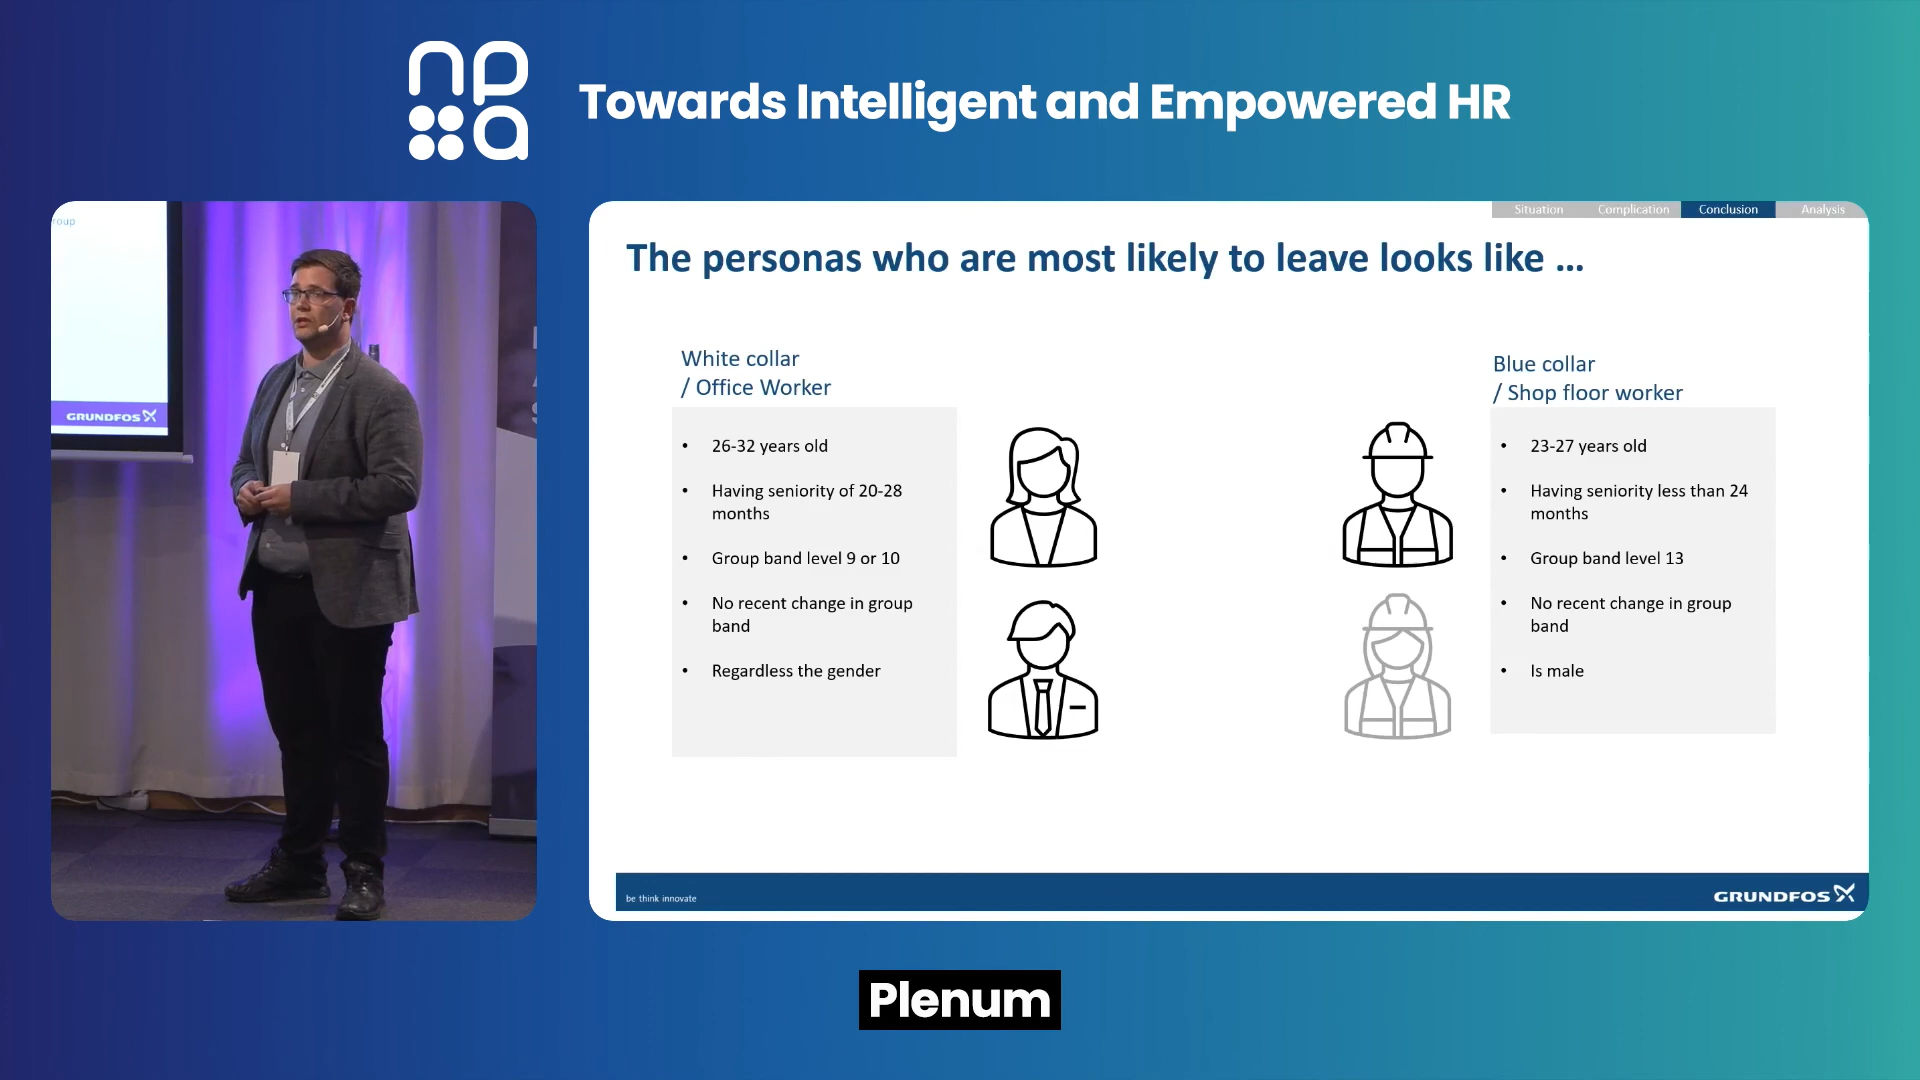 npa
Towards Intelligent and Empowered HR
roup
GRUNDFOS
Situation
Complication
Conclusion
Analysis
The personas who are most likely to leave looks like ...
White collar
/ Office Worker
• 26-32 years old
• Having seniority of 20-28
months
• Group band level 9 or 10
• No recent change in group
band
• Regardless the gender
Blue collar
/ Shop floor worker
• 23-27 years old
• Having seniority less than 24
months
• Group band level 13
• No recent change in group
band
• Is male
be think innovate
GRUNDFOS
Plenum